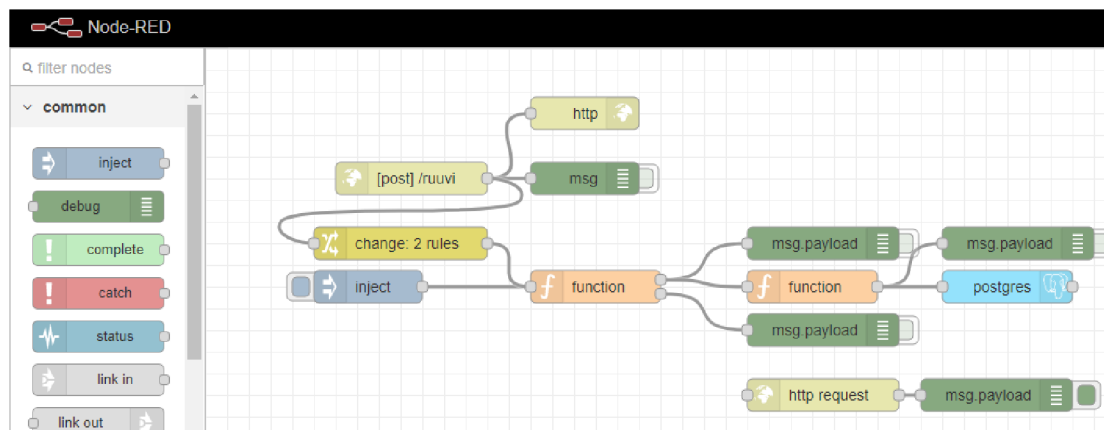 Node-RED
filter nodes
common
inject
debug
complete
catch
status
link in
link out
http
[post] /ruuvi
msg
change: 2 rules
inject
function
msg.payload
function
msg.payload
msg.payload
postgres
http request
msg.payload